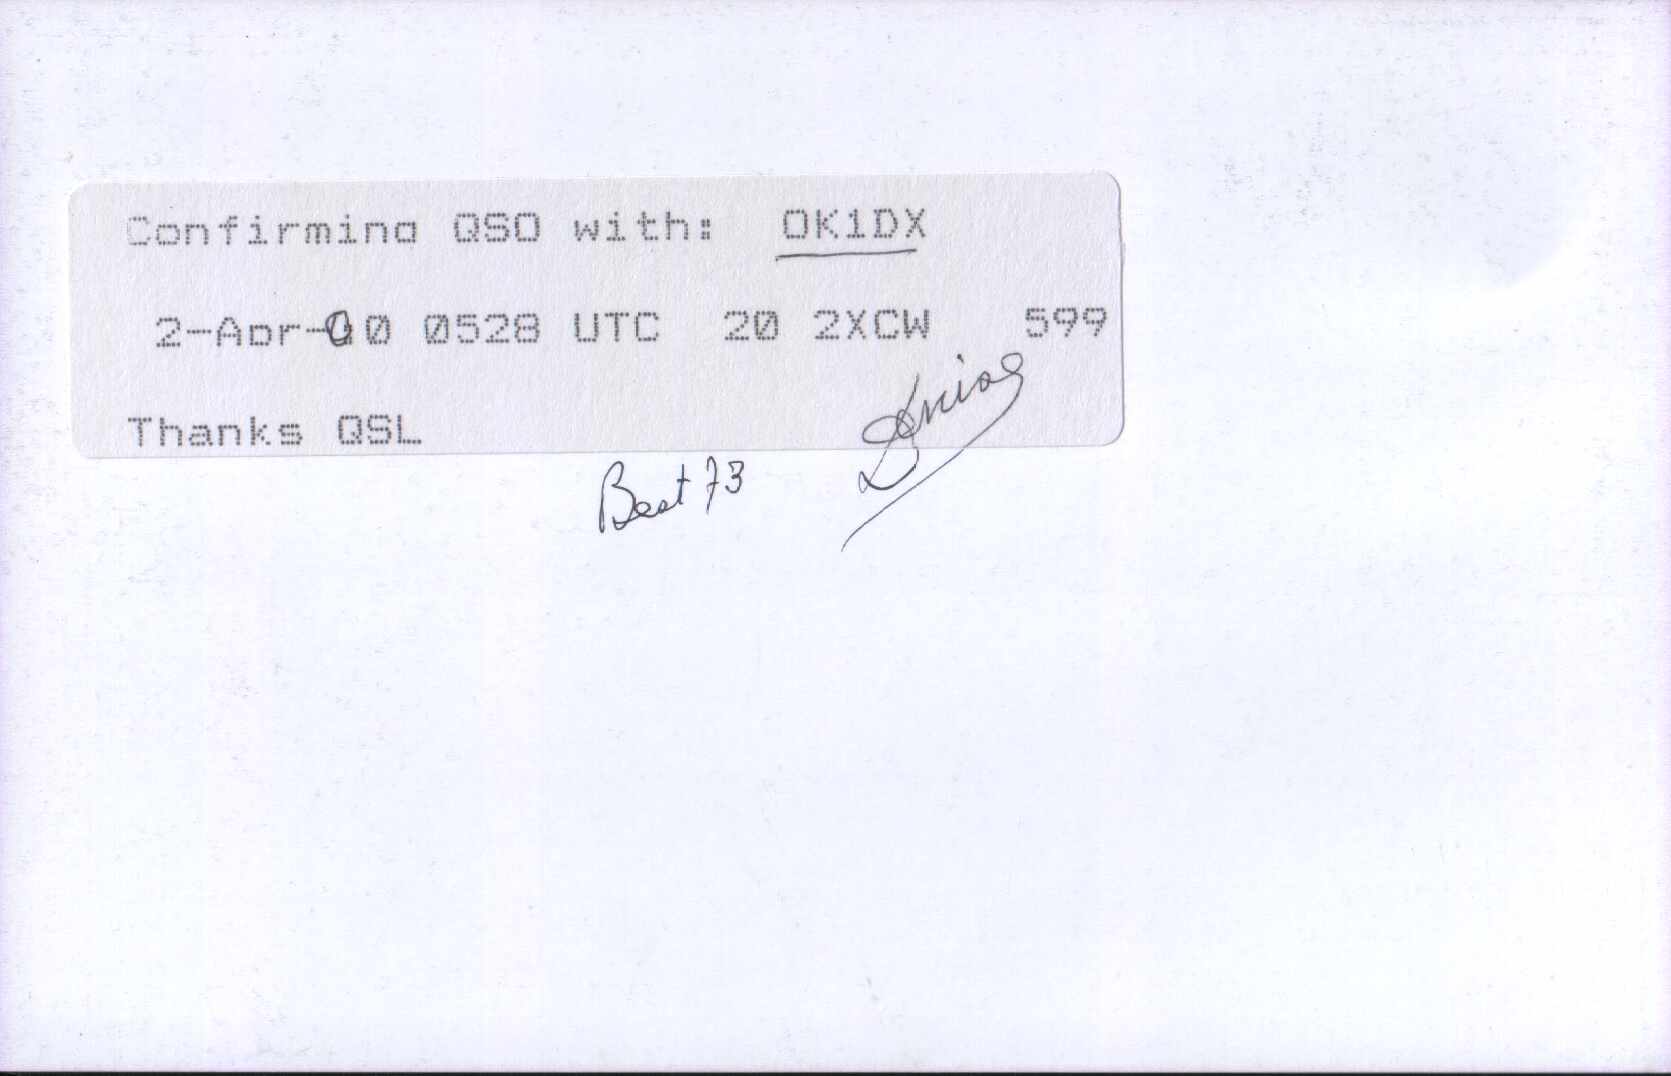 Confirming QSO with: OK1DX
2-Apr-00 0528 UTC 20 2XCW 599
Thanks QSL
Best 73